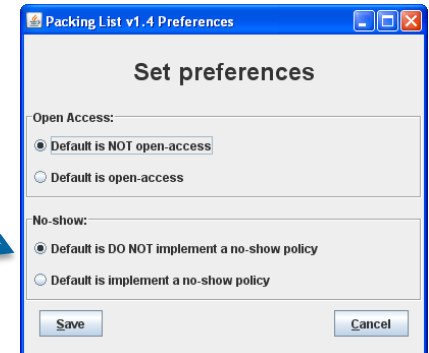 Packing List v1.4 Preferences
Set preferences
Open Access:
Default is NOT open-access
Default is open-access
No-show:
Default is DO NOT implement a no-show policy
Default is implement a no-show policy
Save Cancel